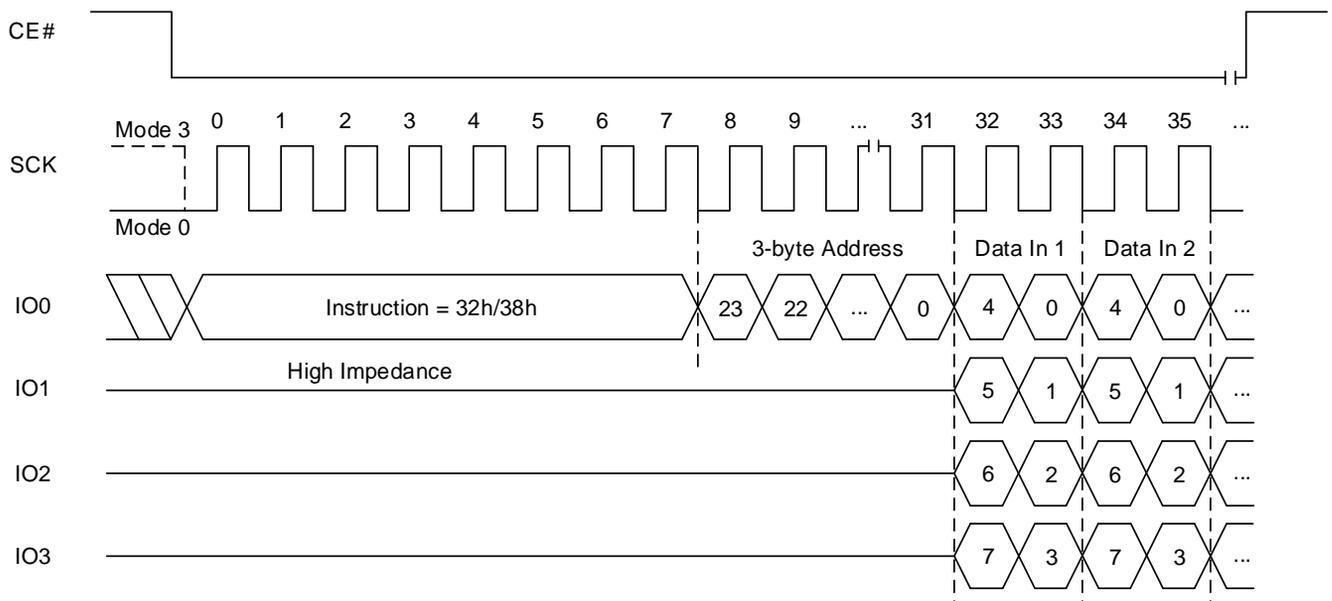 CE#
Mode 3 0 1 2 3 4 5 6 7 8 9 ... 31 32 33 34 35 ...
SCK
Mode 0
3-byte Address Data In 1 Data In 2
IO0 Instruction = 32h/38h 23 22 ... 0 4 0 4 0 ...
High Impedance
IO1 5 1 5 1 ...
IO2 6 2 6 2 ...
IO3 7 3 7 3 ...